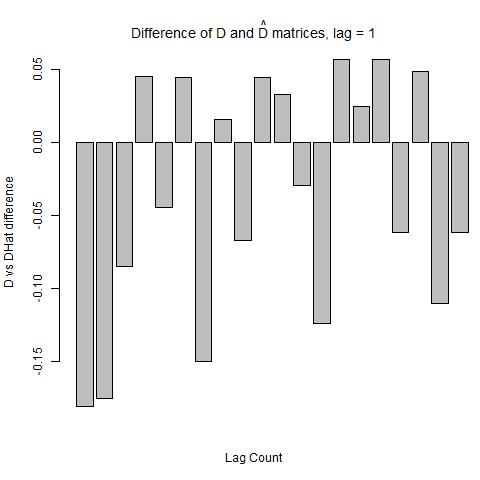 Difference of D and D̂ matrices, lag = 1
0.05
0.00
-0.05
-0.10
-0.15
D vs DHat difference
Lag Count